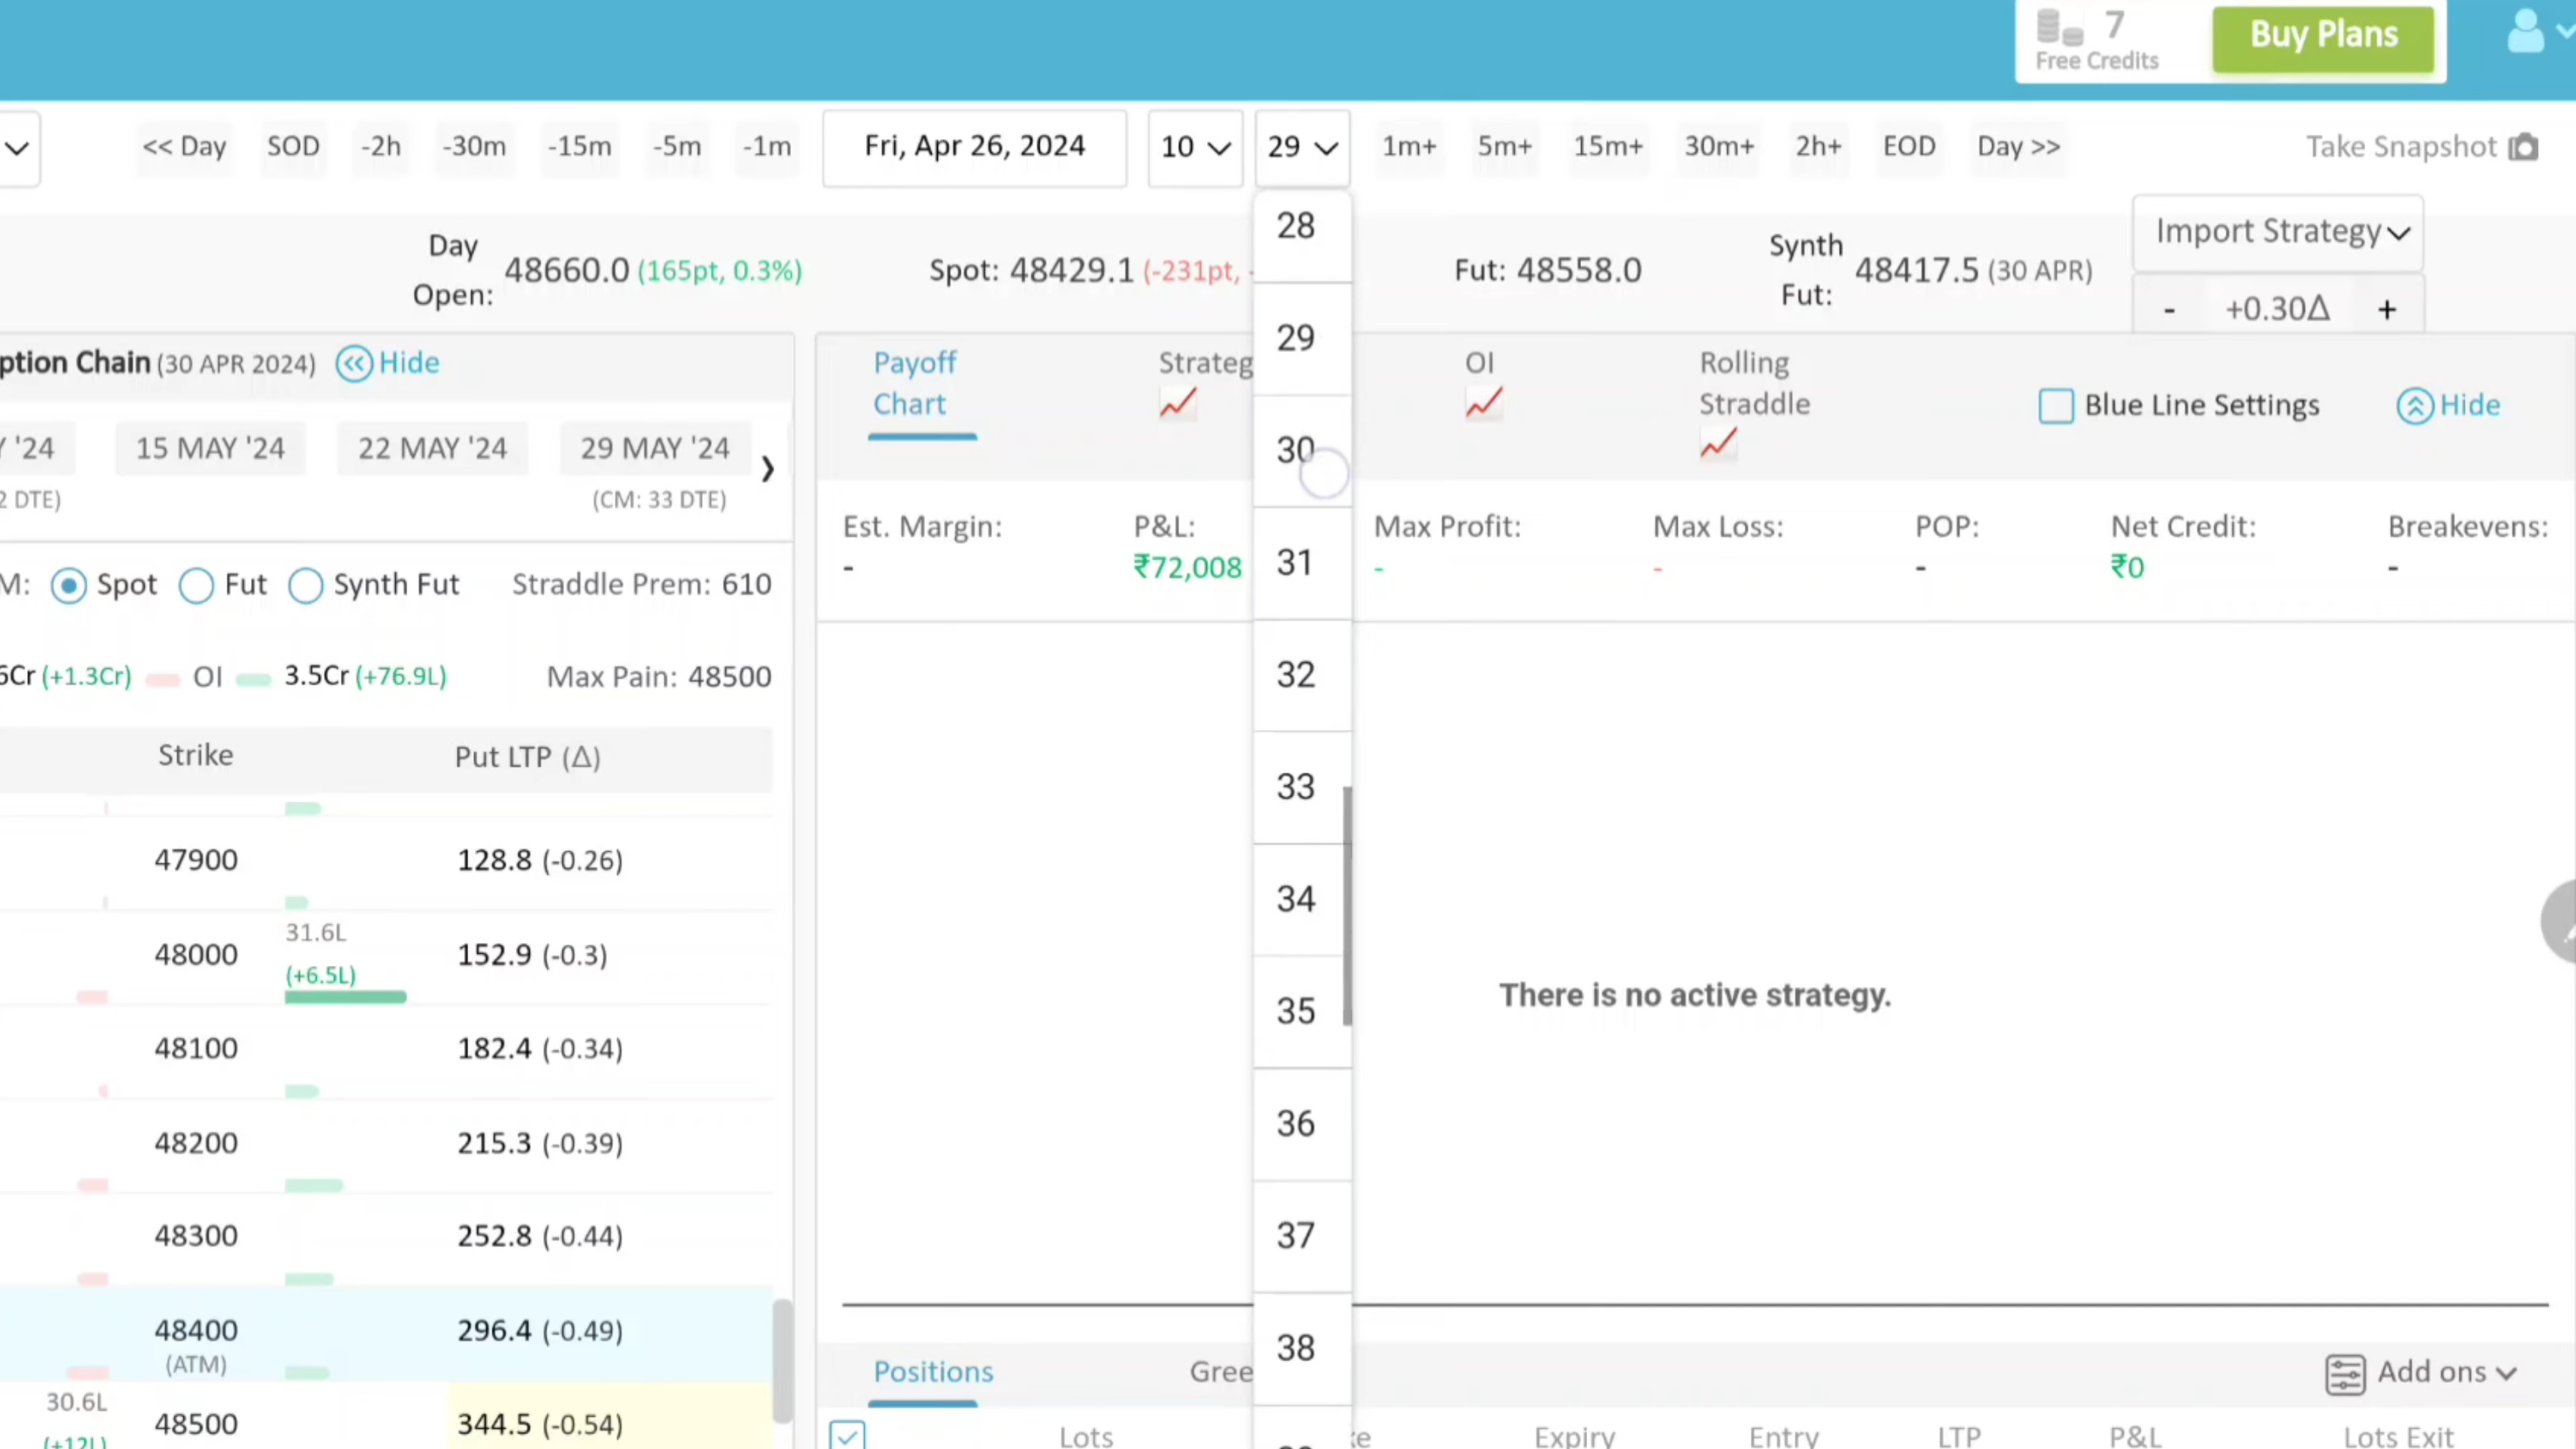 7
Free Credits
Buy Plans
<< Day SOD -2h -30m -15m -5m -1m Fri, Apr 26, 2024 10 29 1m+ 5m+ 15m+ 30m+ 2h+ EOD Day >> Take Snapshot
Day Open: 48660.0 (165pt, 0.3%) Spot: 48429.1 (-231pt, Fut: 48558.0 Synth Fut: 48417.5 (30 APR)
Import Strategy
- +0.30Δ +
ption Chain (30 APR 2024) Hide
'24 15 MAY '24 22 MAY '24 29 MAY '24
2 DTE) (CM: 33 DTE)
M: Spot Fut Synth Fut Straddle Prem: 610
6Cr (+1.3Cr) OI 3.5Cr (+76.9L) Max Pain: 48500
Strike Put LTP (Δ)
47900 128.8 (-0.26)
31.6L
48000 152.9 (-0.3)
(+6.5L)
48100 182.4 (-0.34)
48200 215.3 (-0.39)
48300 252.8 (-0.44)
48400 296.4 (-0.49)
(ATM)
30.6L
48500 344.5 (-0.54)
(+12L)
Payoff Chart Strateg OI Rolling Straddle Blue Line Settings Hide
Est. Margin: P&L: Max Profit: Max Loss: POP: Net Credit: Breakevens:
- ₹72,008 - - - ₹0 -
28
29
30
31
32
33
34
35
36
37
38
There is no active strategy.
Positions Gree Add ons
Lots ke Expiry Entry LTP P&L Lots Exit